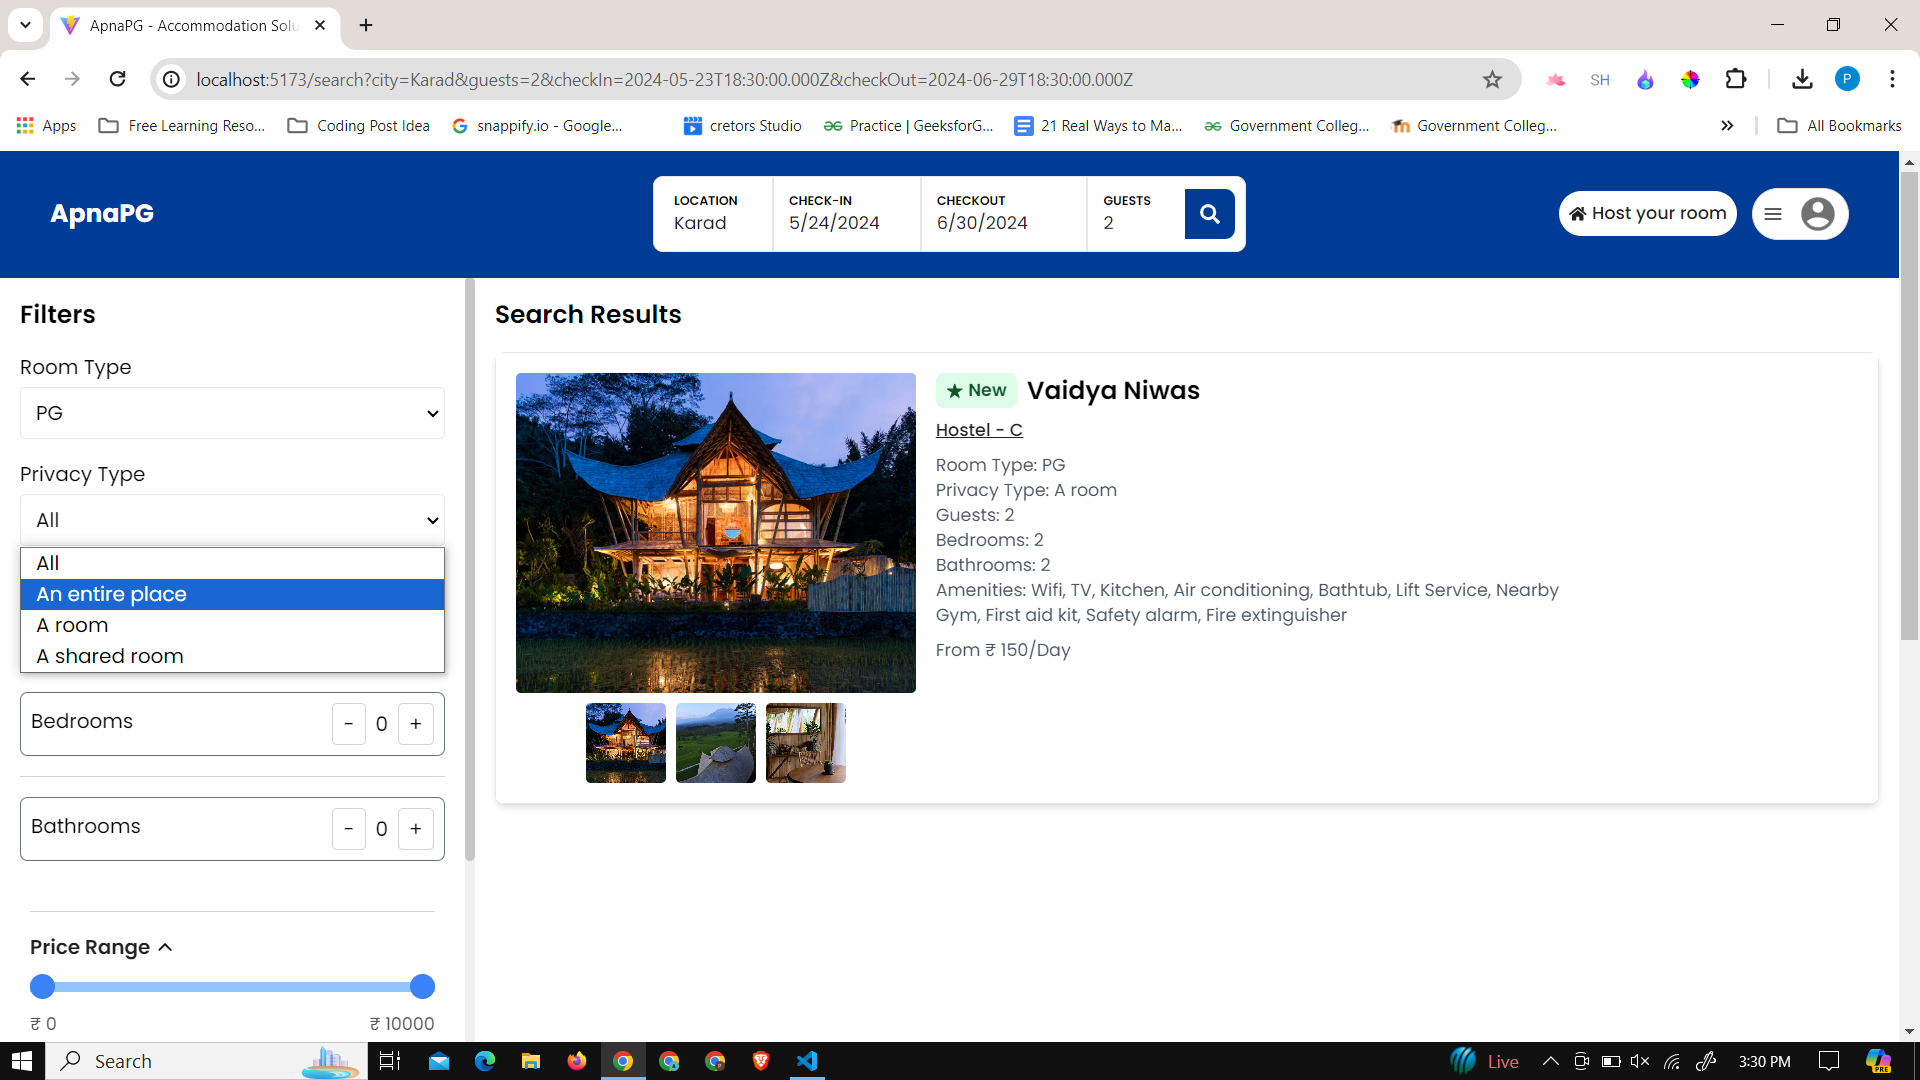 ApnaPG - Accommodation Solu
localhost:5173/search?city=Karad&guests=2&checkIn=2024-05-23T18:30:00.000Z&checkOut=2024-06-29T18:30:00.000Z
SH
P
Apps
Free Learning Reso...
Coding Post Idea
snappify.io - Google...
cretors Studio
Practice | GeeksforG...
21 Real Ways to Ma...
Government Colleg...
Government Colleg...
All Bookmarks
ApnaPG
LOCATION
Karad
CHECK-IN
5/24/2024
CHECKOUT
6/30/2024
GUESTS
2
Host your room
Filters
Room Type
PG
Privacy Type
All
All
An entire place
A room
A shared room
Bedrooms
- 0 +
Bathrooms
- 0 +
Price Range
₹ 0
₹ 10000
Search Results
★ New Vaidya Niwas
Hostel - C
Room Type: PG
Privacy Type: A room
Guests: 2
Bedrooms: 2
Bathrooms: 2
Amenities: Wifi, TV, Kitchen, Air conditioning, Bathtub, Lift Service, Nearby
Gym, First aid kit, Safety alarm, Fire extinguisher
From ₹ 150/Day
Search
Live
3:30 PM
PRE